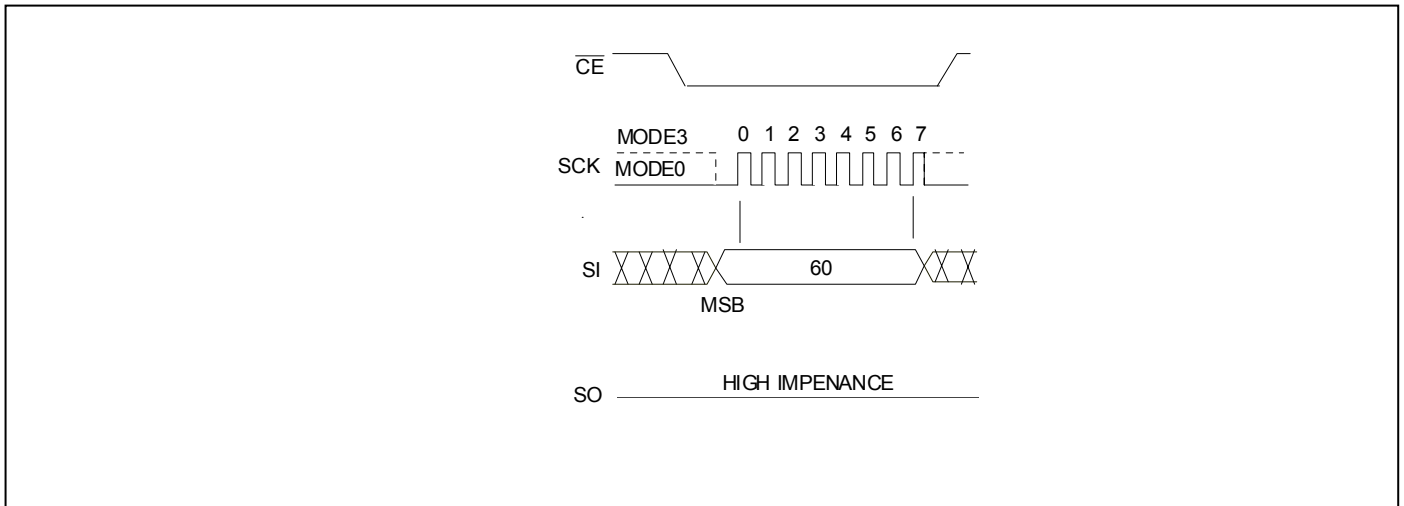 CE
MODE3 0 1 2 3 4 5 6 7
SCK MODE0
SI 60
MSB
SO HIGH IMPENANCE